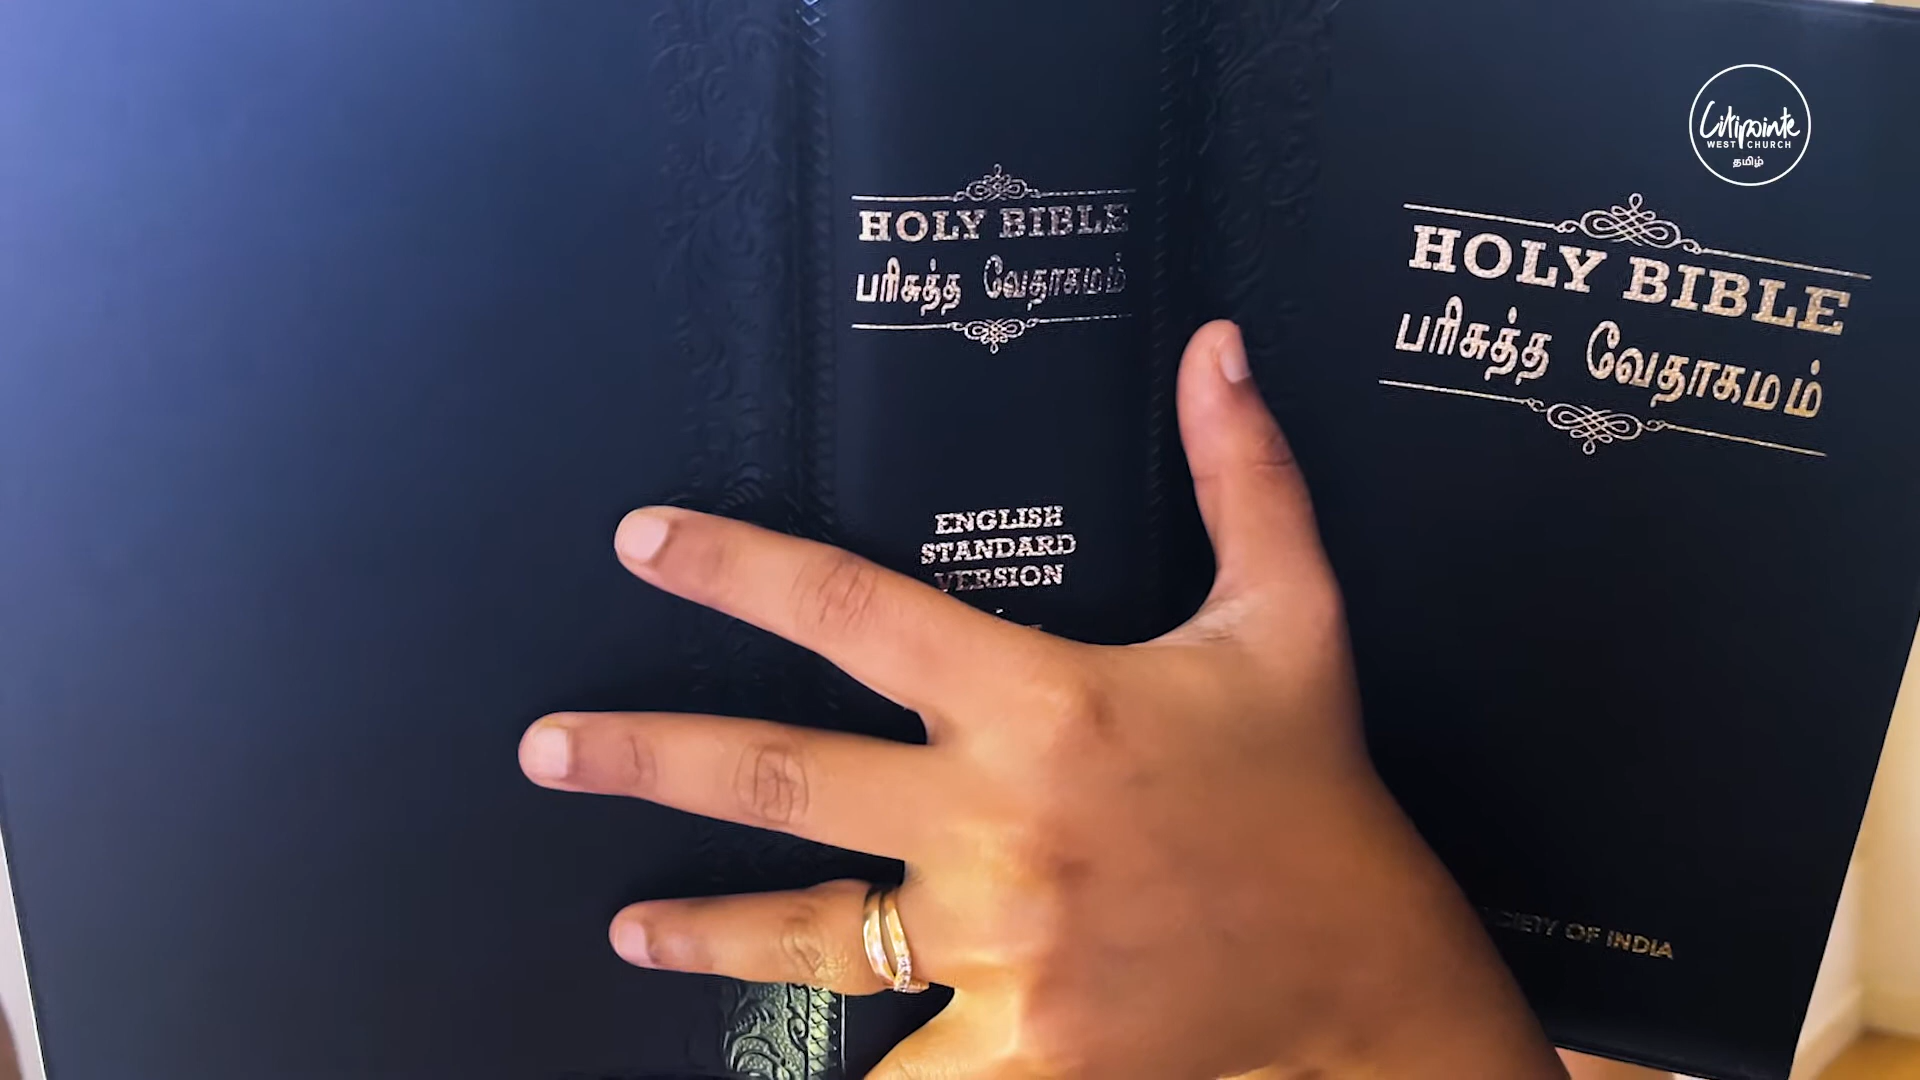 HOLY BIBLE
பரிசுத்த வேதாகமம்
ENGLISH
STANDARD
VERSION
HOLY BIBLE
பரிசுத்த வேதாகமம்
OF INDIA
Citipointe
WEST CHURCH
தமிழ்